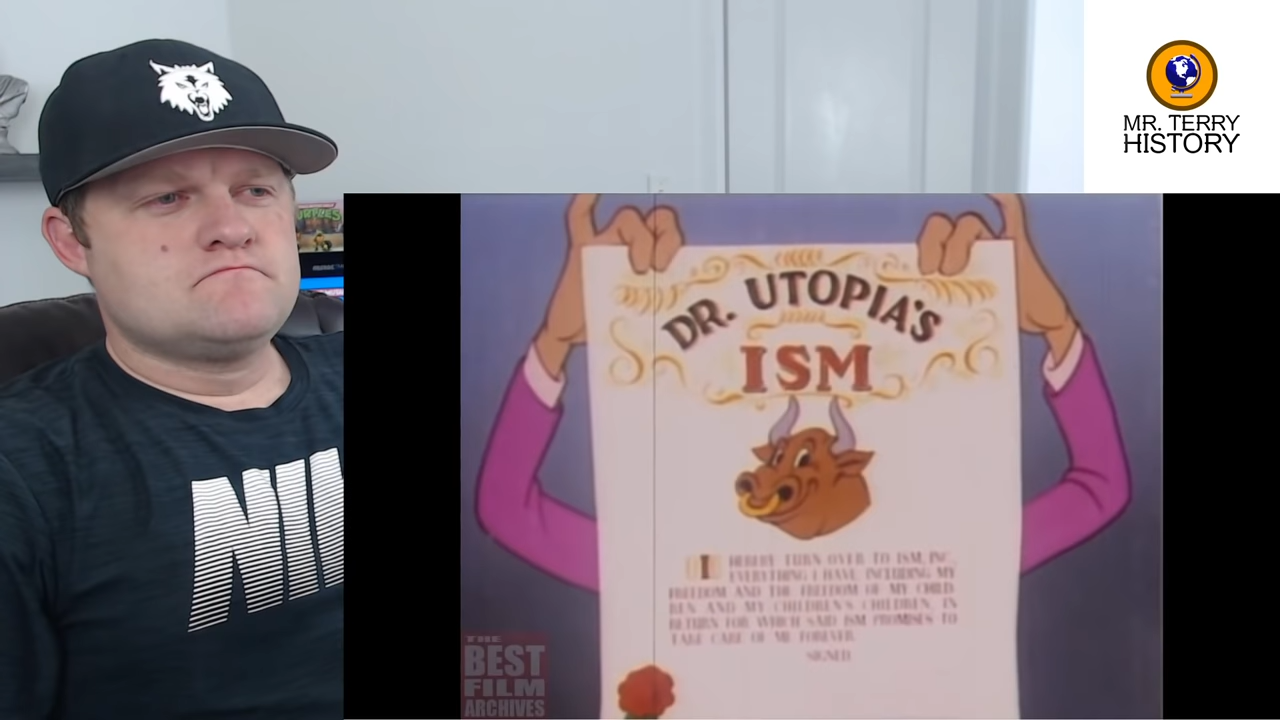 MR. TERRY
HISTORY
TURTLES
NI
DR. UTOPIA'S
ISM
I HEREBY TURN OVER TO ISM, INC.
EVERYTHING I HAVE, INCLUDING MY
FREEDOM AND THE FREEDOM OF MY CHILD
REN AND MY CHILDREN'S CHILDREN, IN
RETURN FOR WHICH SAID ISM PROMISES TO
TAKE CARE OF ME FOREVER.
SIGNED
THE
BEST
FILM
ARCHIVES